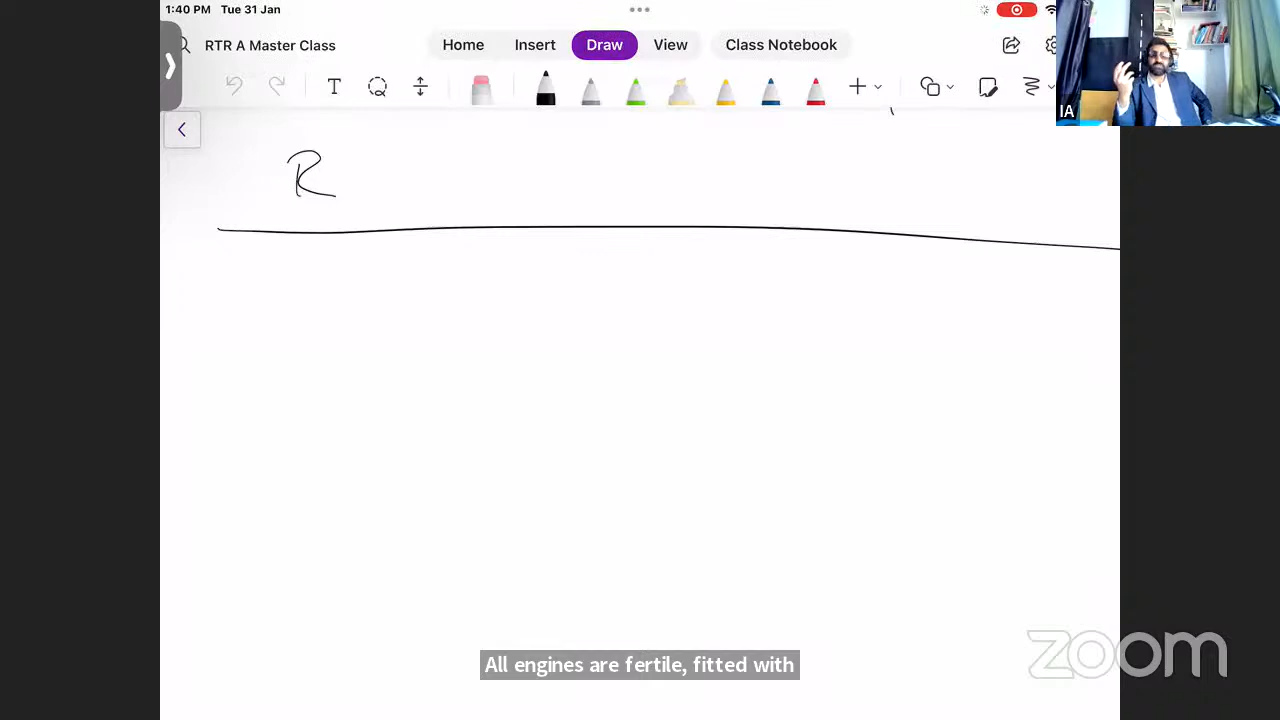 1:40 PM Tue 31 Jan
RTR A Master Class
Home Insert Draw View Class Notebook
T
IA
R
All engines are fertile, fitted with
zoom